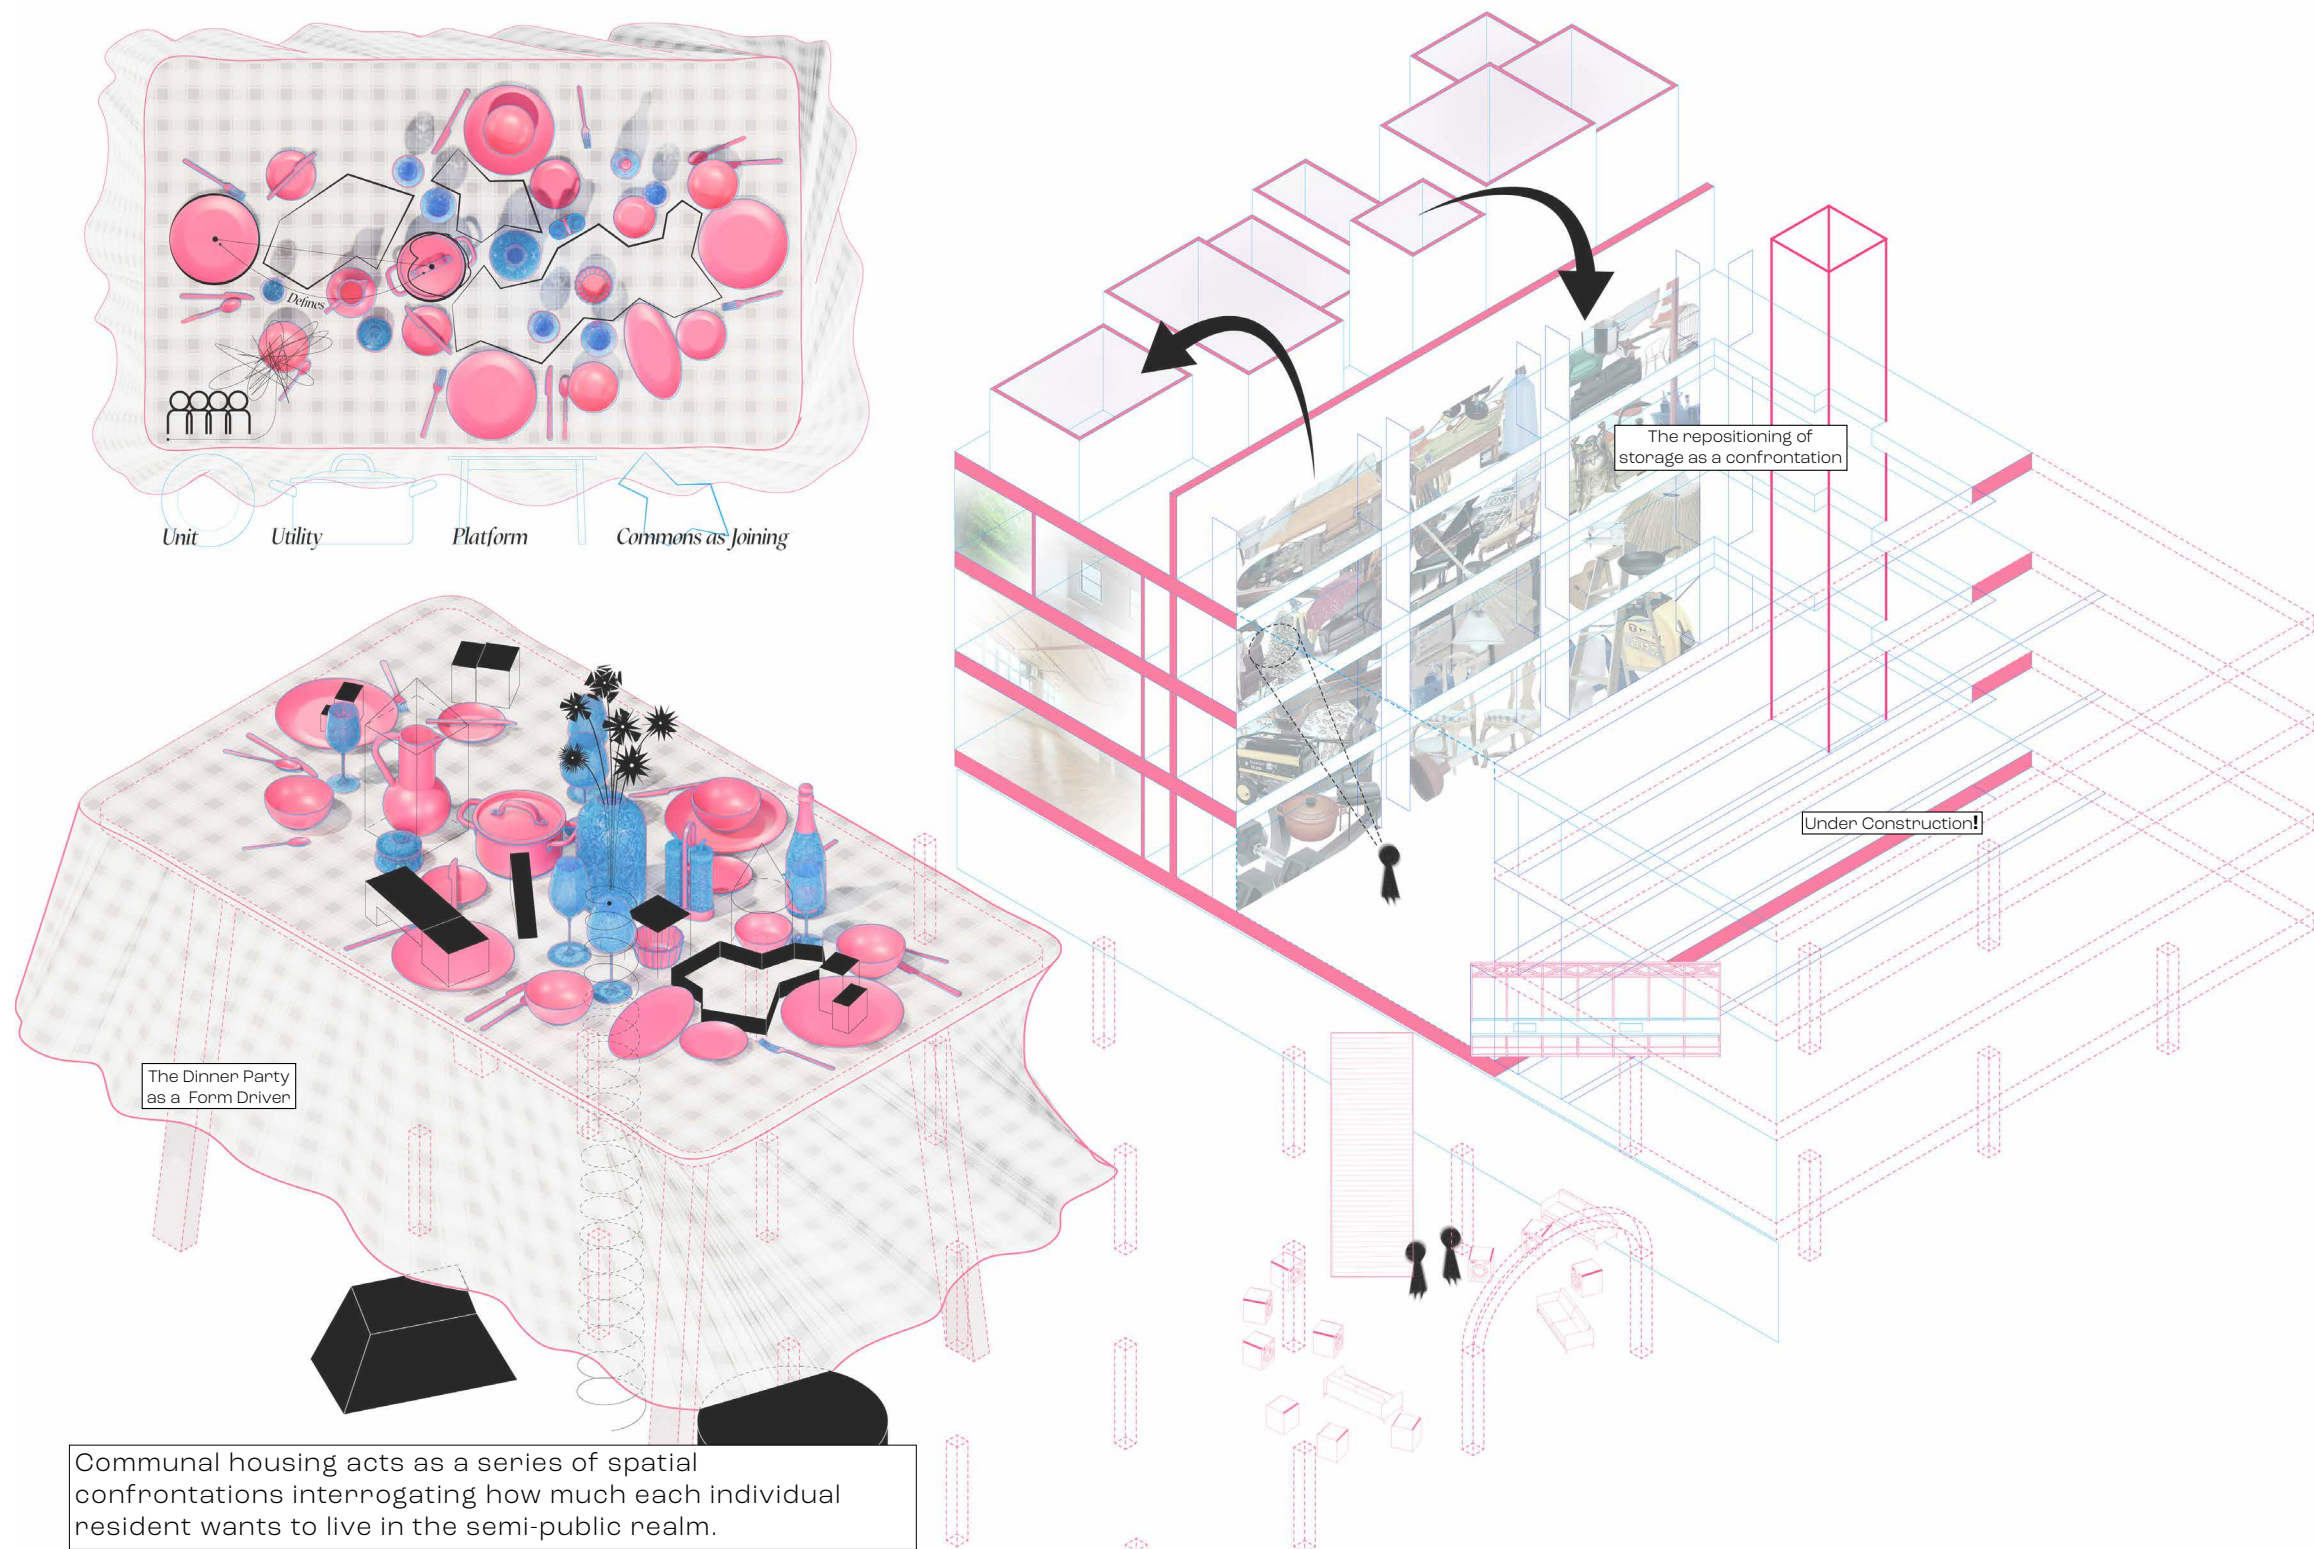 Defines
Unit
Utility
Platform
Commons as Joining
The Dinner Party
as a Form Driver
Communal housing acts as a series of spatial
confrontations interrogating how much each individual
resident wants to live in the semi-public realm.
The repositioning of
storage as a confrontation
Under Construction!